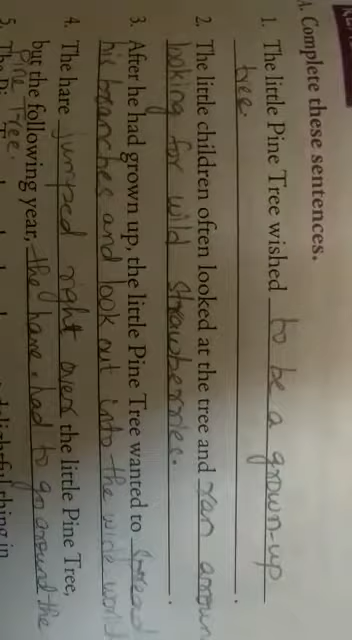 A. Complete these sentences.
1. The little Pine Tree wished to be a grown-up
tree.
2. The little children often looked at the tree and ran
looking for wild strawberries.
3. After he had grown up, the little Pine Tree wanted to spread
his branches and look out into the wide world
4. The hare jumped right over the little Pine Tree,
but the following year, the hare had to go around the
pine tree.
5.